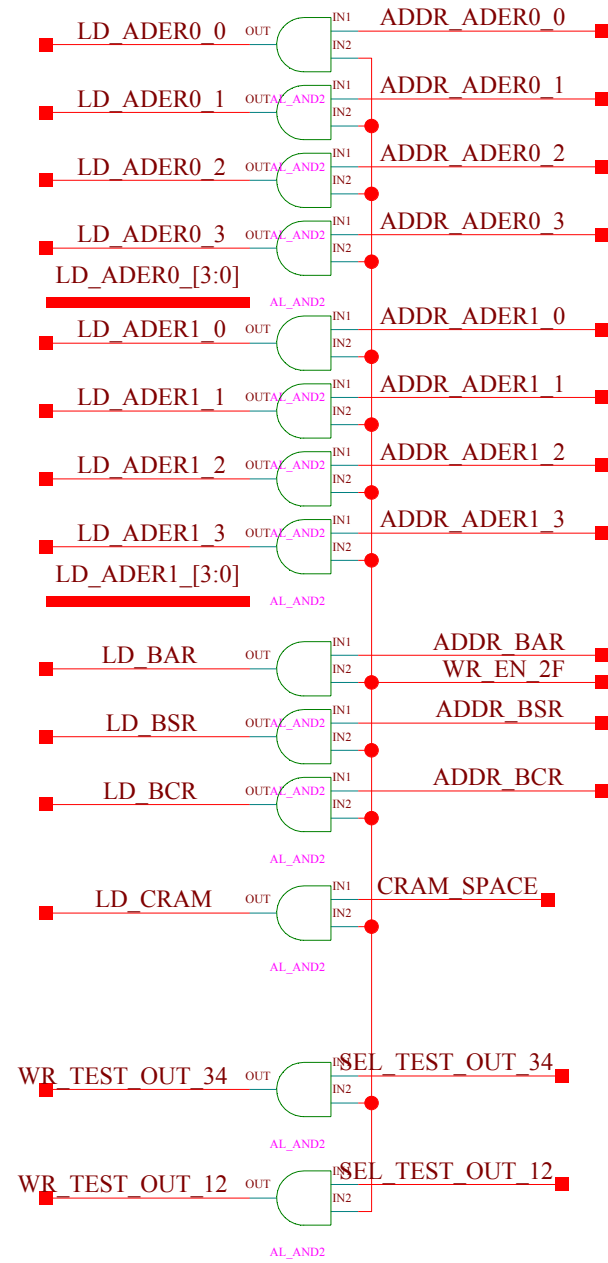 LD_ADER0_0 OUT IN1 ADDR_ADER0_0
IN2
LD_ADER0_1 OUT AL_AND2 IN1 ADDR_ADER0_1
IN2
LD_ADER0_2 OUT AL_AND2 IN1 ADDR_ADER0_2
IN2
LD_ADER0_3 OUT AL_AND2 IN1 ADDR_ADER0_3
IN2
LD_ADER0_[3:0]
AL_AND2
LD_ADER1_0 OUT IN1 ADDR_ADER1_0
IN2
LD_ADER1_1 OUT AL_AND2 IN1 ADDR_ADER1_1
IN2
LD_ADER1_2 OUT AL_AND2 IN1 ADDR_ADER1_2
IN2
LD_ADER1_3 OUT AL_AND2 IN1 ADDR_ADER1_3
IN2
LD_ADER1_[3:0]
AL_AND2
LD_BAR OUT IN1 ADDR_BAR
IN2 WR_EN_2F
LD_BSR OUT AL_AND2 IN1 ADDR_BSR
IN2
LD_BCR OUT AL_AND2 IN1 ADDR_BCR
IN2
AL_AND2
LD_CRAM OUT IN1 CRAM_SPACE
IN2
AL_AND2
WR_TEST_OUT_34 OUT IN1 SEL_TEST_OUT_34
IN2
AL_AND2
WR_TEST_OUT_12 OUT IN1 SEL_TEST_OUT_12
IN2
AL_AND2